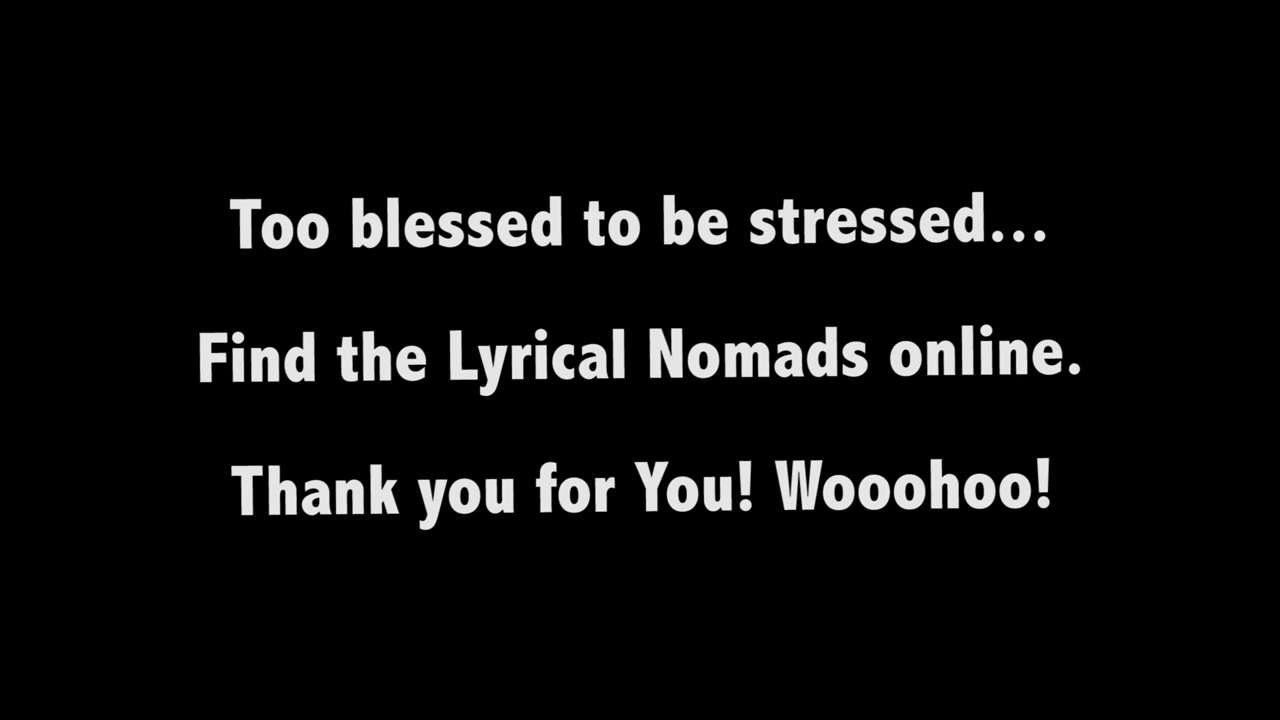 Too blessed to be stressed...
Find the Lyrical Nomads online.
Thank you for You! Wooohoo!